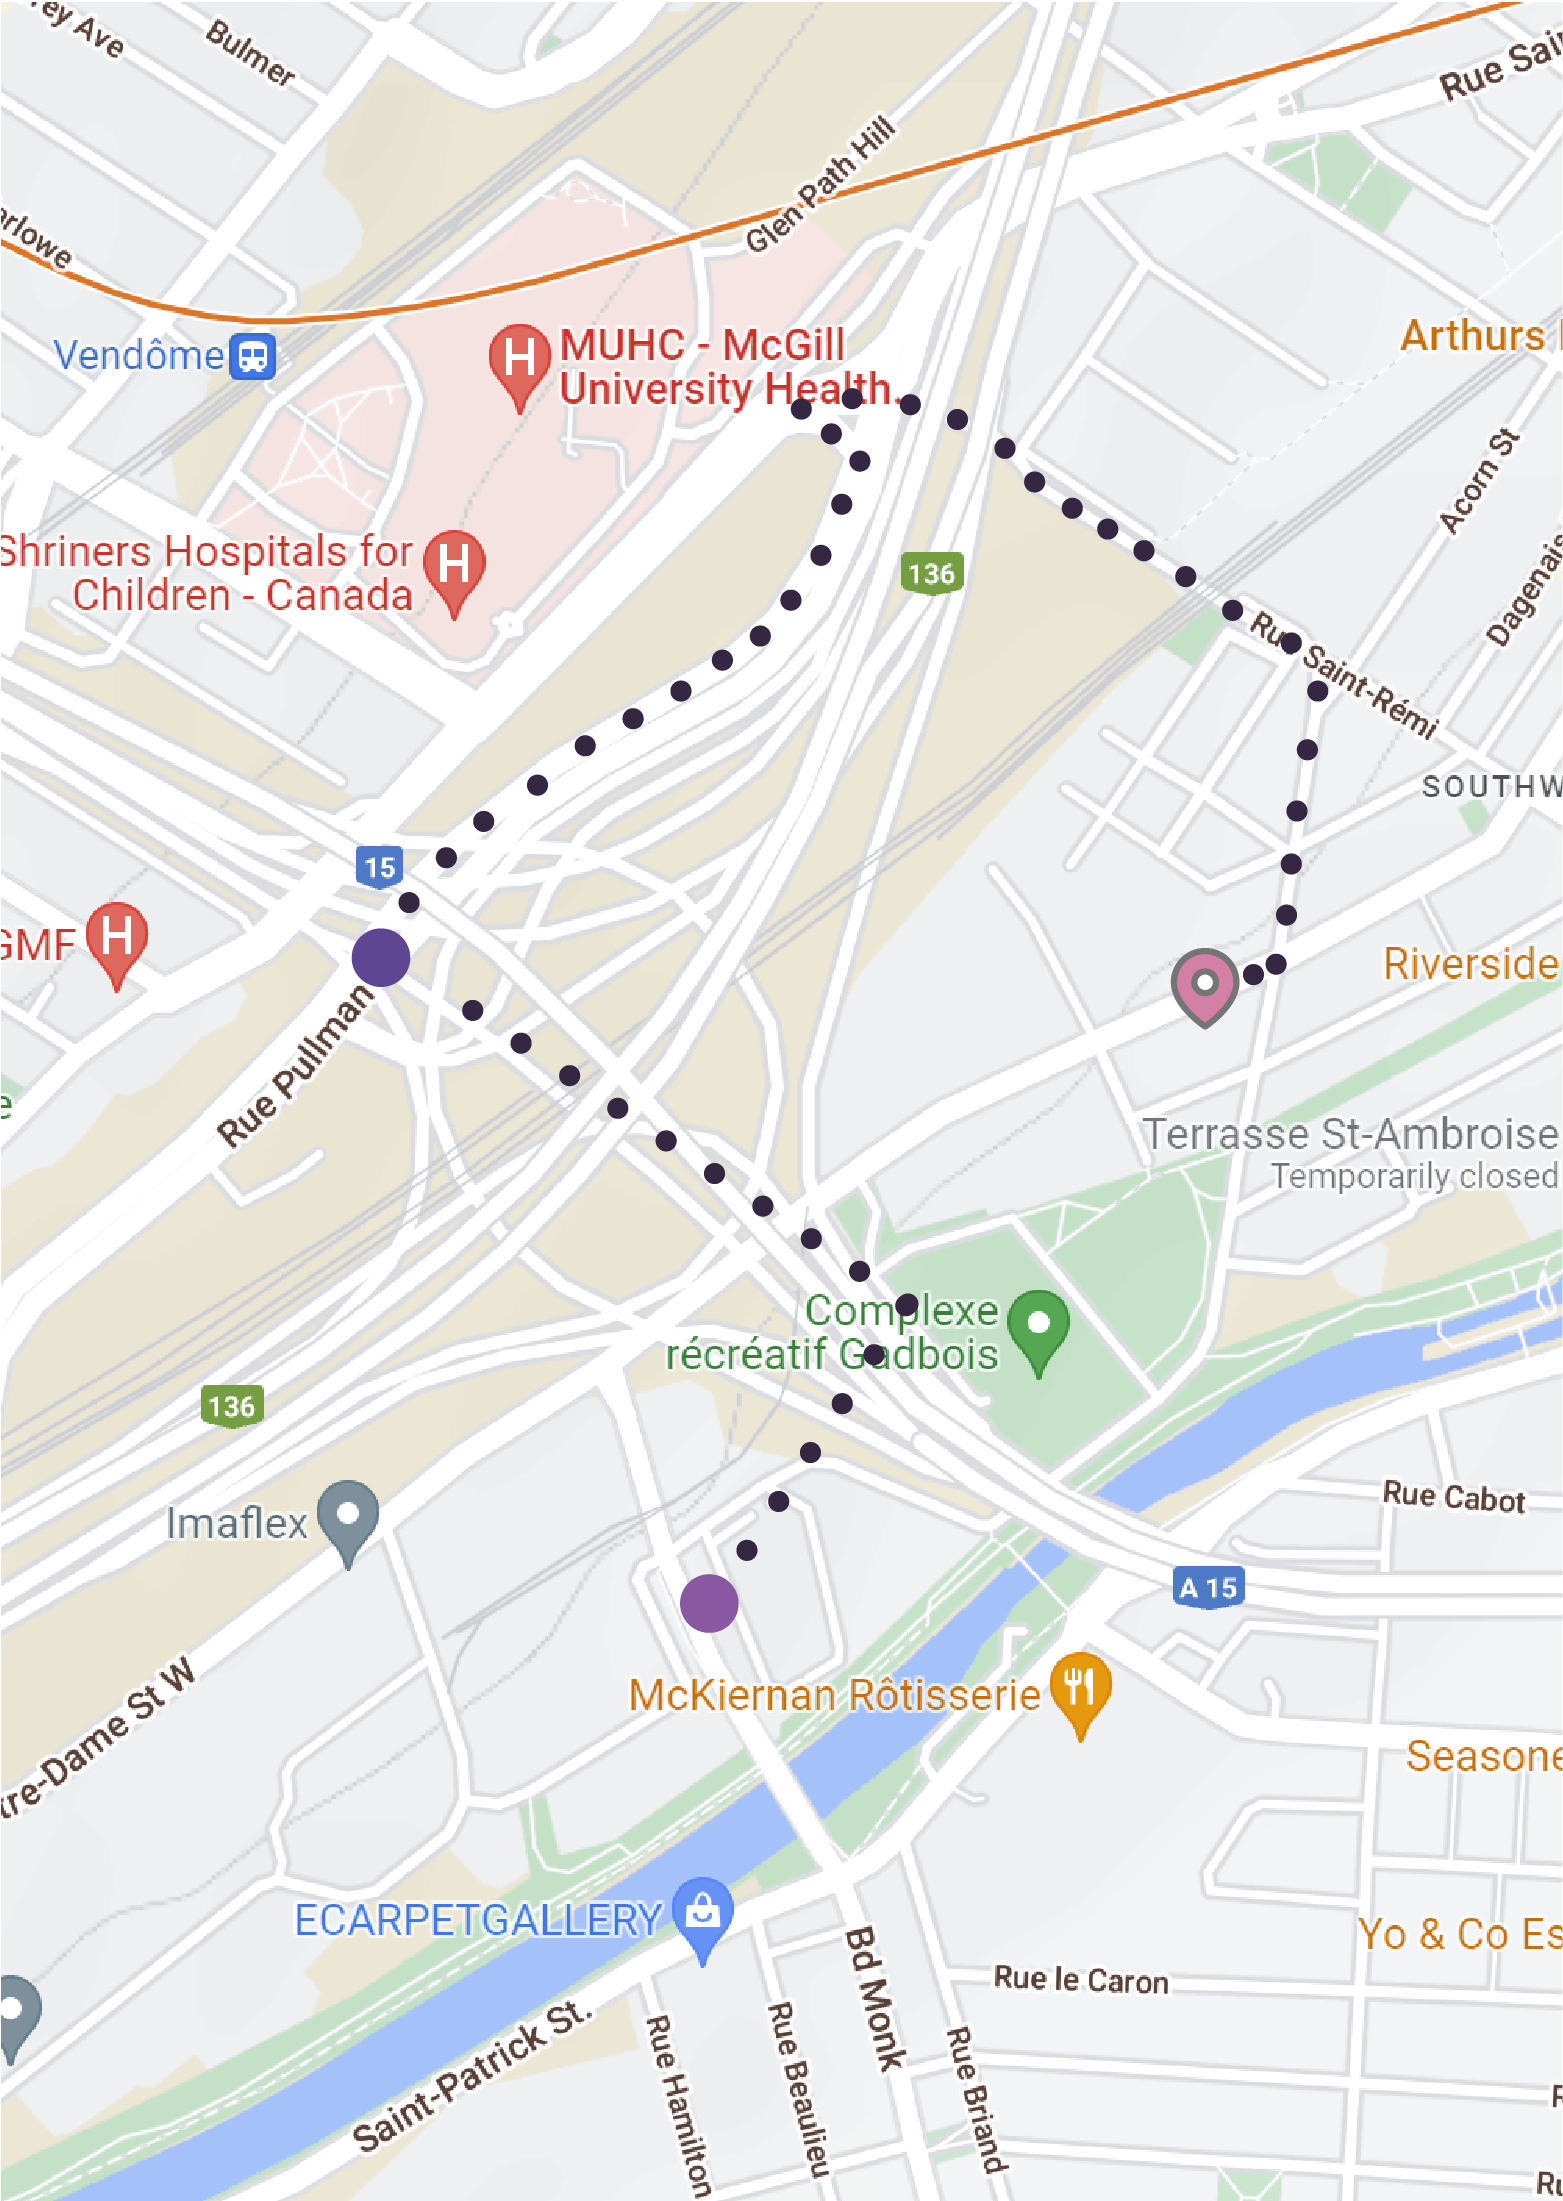 rey Ave
Bulmer
Rue Sai
Glen Path Hill
arlowe
Vendôme
MUHC - McGill
University Health.
Arthurs
Acorn St
Shriners Hospitals for
Children - Canada
136
Dagenais
Rue Saint-Rémi
SOUTHW
15
GMF
Riverside
Rue Pullman
e
Terrasse St-Ambroise
Temporarily closed
Complexe
récréatif Gadbois
136
Imaflex
Rue Cabot
A 15
tre-Dame St W
McKiernan Rôtisserie
Seasone
ECARPETGALLERY
Yo & Co Es
Bd Monk
Rue le Caron
Saint-Patrick St.
Rue Hamilton
Rue Beaulieu
Rue Briand
R
Ru